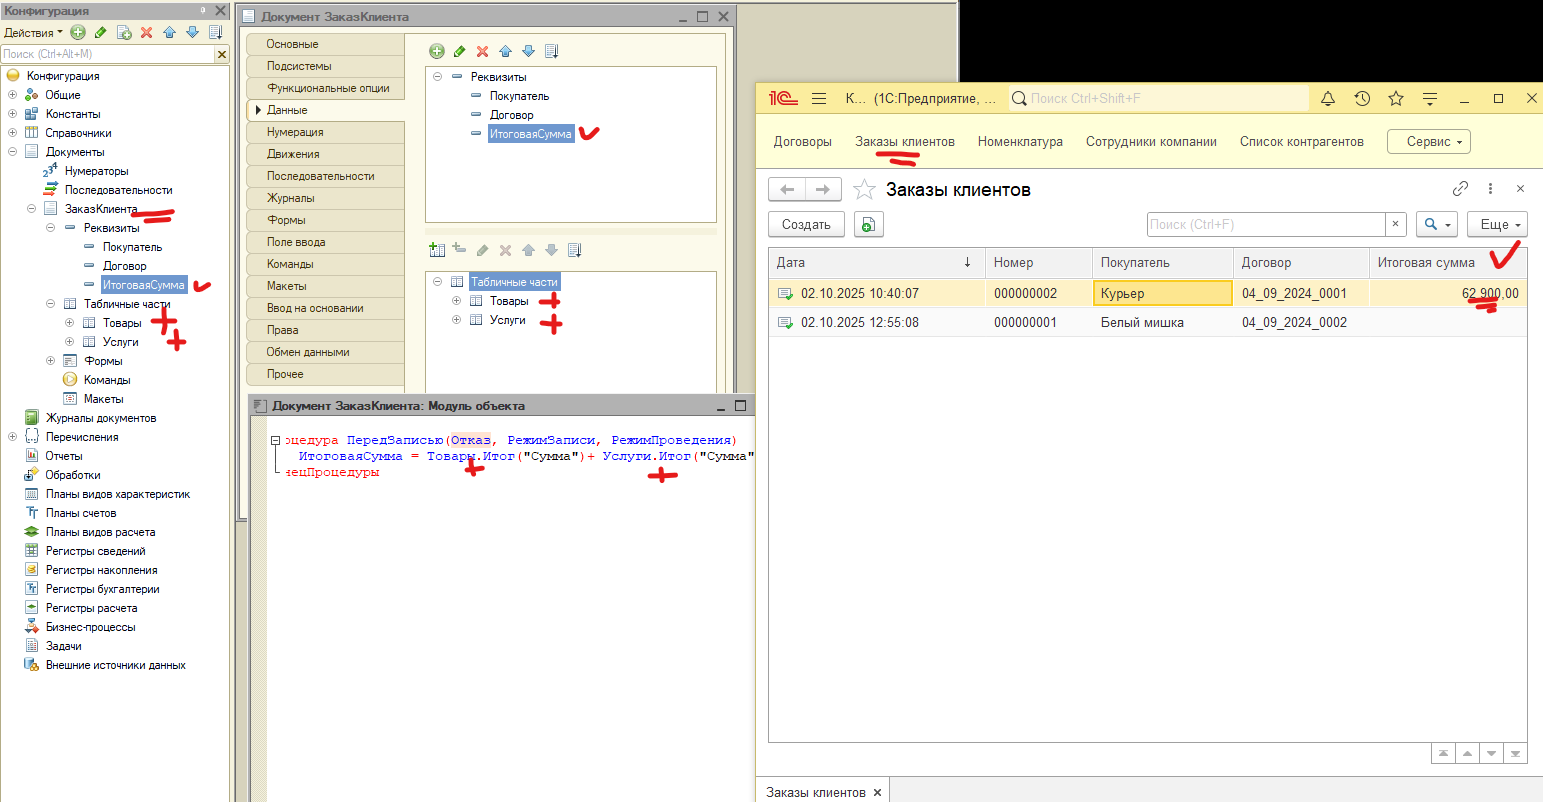 Конфигурация
Действия
Поиск (Ctrl+Alt+M)
Конфигурация
Общие
Константы
Справочники
Документы
Нумераторы
Последовательности
ЗаказКлиента
Реквизиты
Покупатель
Договор
ИтоговаяСумма
Табличные части
Товары
Услуги
Формы
Команды
Макеты
Журналы документов
Перечисления
Отчеты
Обработки
Планы видов характеристик
Планы счетов
Планы видов расчета
Регистры сведений
Регистры накопления
Регистры бухгалтерии
Регистры расчета
Бизнес-процессы
Задачи
Внешние источники данных
Документ ЗаказКлиента
Основные
Подсистемы
Функциональные опции
Данные
Нумерация
Движения
Последовательности
Журналы
Формы
Поле ввода
Команды
Макеты
Ввод на основании
Права
Обмен данными
Прочее
Реквизиты
Покупатель
Договор
ИтоговаяСумма
Табличные части
Товары
Услуги
Документ ЗаказКлиента: Модуль объекта
оцедура ПередЗаписью(Отказ, РежимЗаписи, РежимПроведения)
ИтоговаяСумма = Товары.Итог("Сумма")+ Услуги.Итог("Сумма"
нецПроцедуры
1С К... (1С:Предприятие, ... Поиск Ctrl+Shift+F
Договоры Заказы клиентов Номенклатура Сотрудники компании Список контрагентов Сервис
Заказы клиентов
Создать Поиск (Ctrl+F) × Еще
Дата ↓ Номер Покупатель Договор Итоговая сумма
02.10.2025 10:40:07 000000002 Курьер 04_09_2024_0001 62 900,00
02.10.2025 12:55:08 000000001 Белый мишка 04_09_2024_0002
Заказы клиентов ×